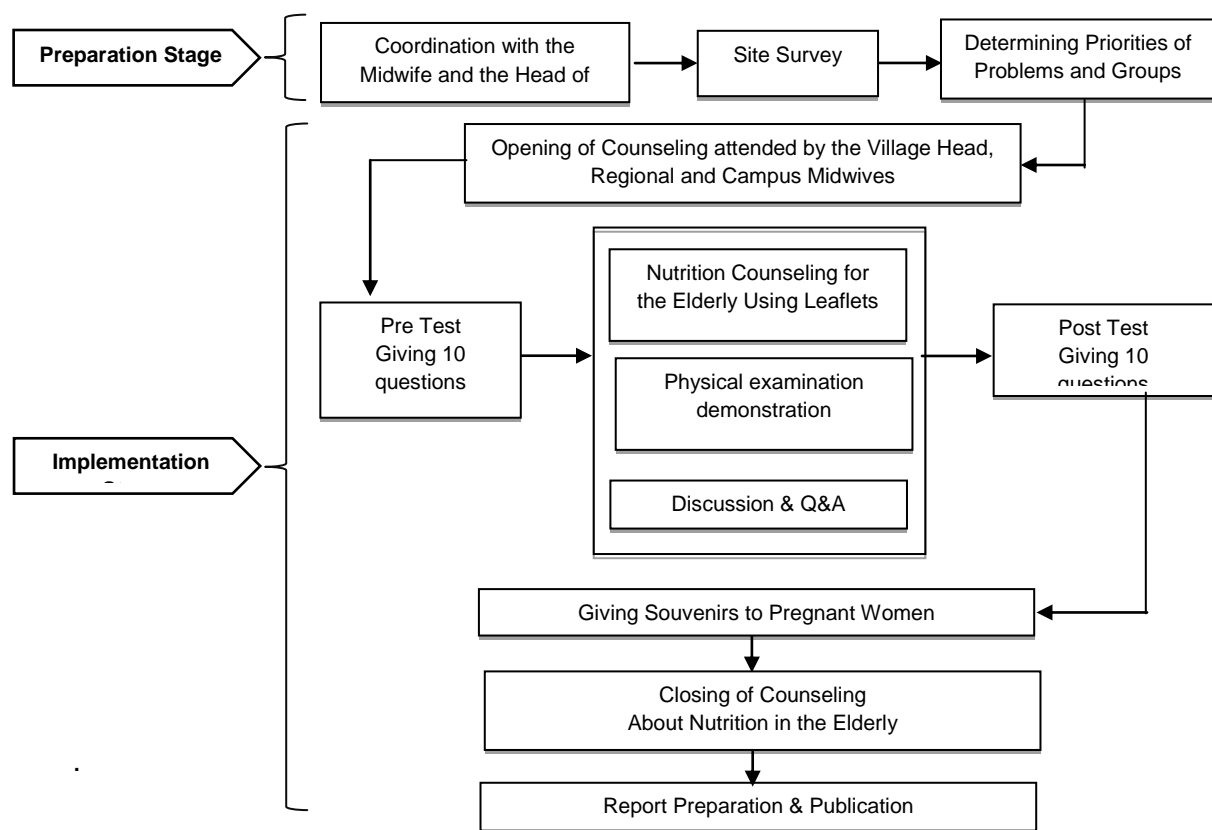 Preparation Stage
Coordination with the
Midwife and the Head of
Site Survey
Determining Priorities of
Problems and Groups
Opening of Counseling attended by the Village Head,
Regional and Campus Midwives
Pre Test
Giving 10
questions
Nutrition Counseling for
the Elderly Using Leaflets
Physical examination
demonstration
Discussion & Q&A
Post Test
Giving 10
questions
Implementation
Giving Souvenirs to Pregnant Women
Closing of Counseling
About Nutrition in the Elderly
.
Report Preparation & Publication